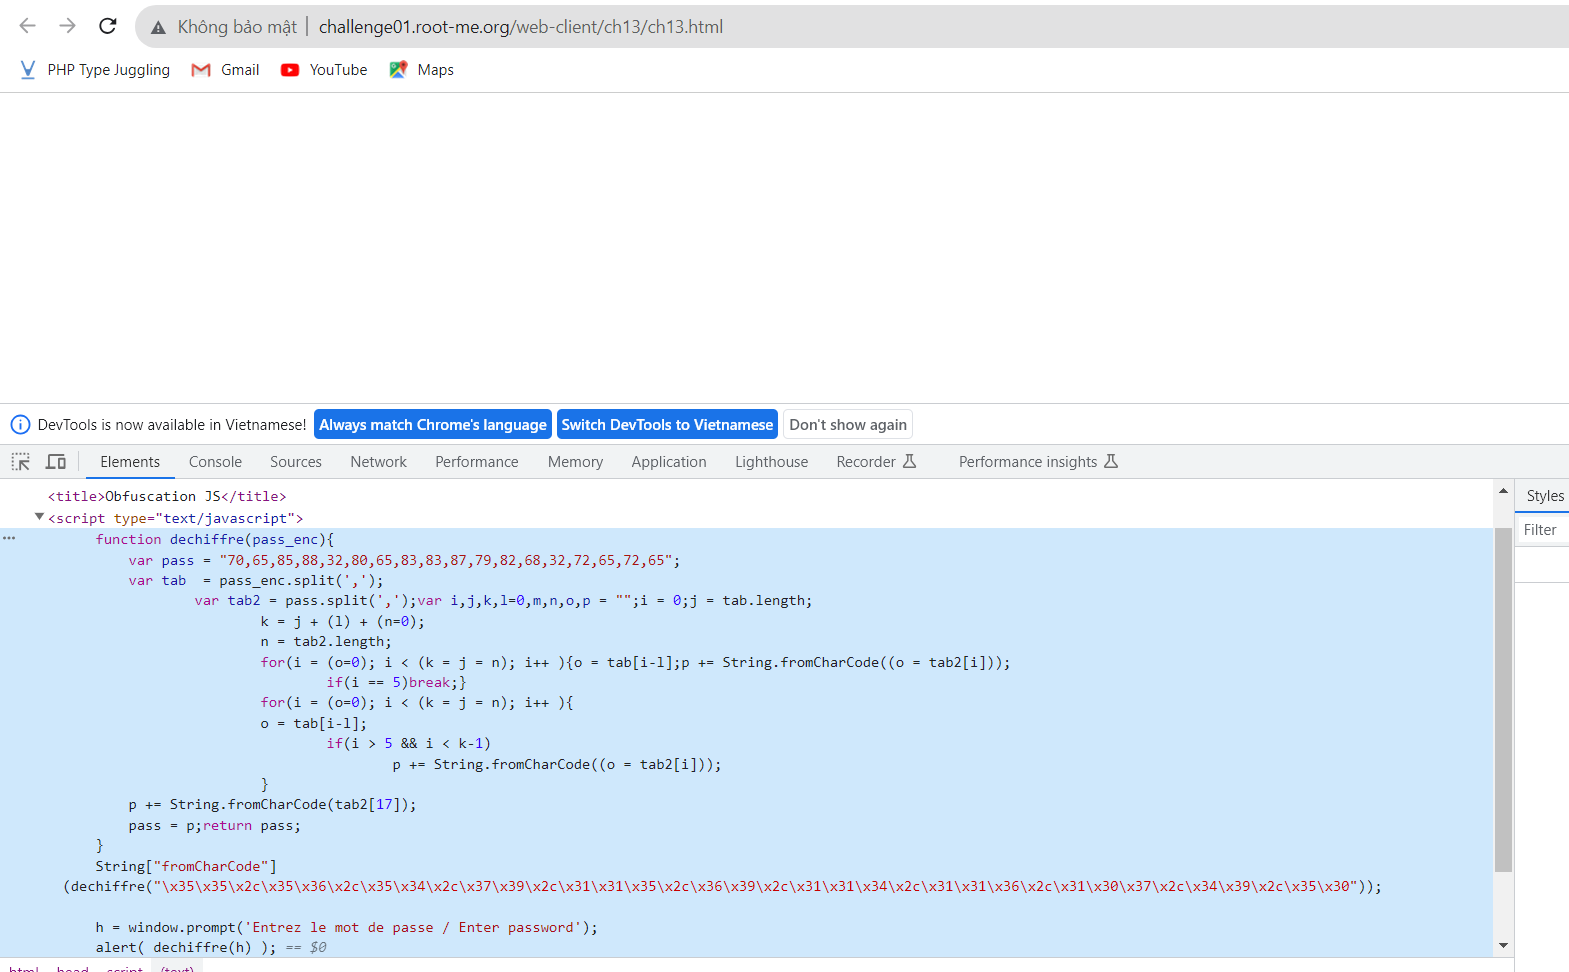 Không bảo mật | challenge01.root-me.org/web-client/ch13/ch13.html
PHP Type Juggling Gmail YouTube Maps
DevTools is now available in Vietnamese! Always match Chrome's language Switch DevTools to Vietnamese Don't show again
Elements Console Sources Network Performance Memory Application Lighthouse Recorder Performance insights
<title>Obfuscation JS</title>
Styles
<script type="text/javascript">
Filter
function dechiffre(pass_enc){
var pass = "70,65,85,88,32,80,65,83,83,87,79,82,68,32,72,65,72,65";
var tab  = pass_enc.split(',');
var tab2 = pass.split(',');var i,j,k,l=0,m,n,o,p = "";i = 0;j = tab.length;
k = j + (l) + (n=0);
n = tab2.length;
for(i = (o=0); i < (k = j = n); i++ ){o = tab[i-l];p += String.fromCharCode((o = tab2[i]));
if(i == 5)break;}
for(i = (o=0); i < (k = j = n); i++ ){
o = tab[i-l];
if(i > 5 && i < k-1)
p += String.fromCharCode((o = tab2[i]));
}
p += String.fromCharCode(tab2[17]);
pass = p;return pass;
}
String["fromCharCode"]
(dechiffre("\x35\x35\x2c\x35\x36\x2c\x35\x34\x2c\x37\x39\x2c\x31\x31\x35\x2c\x36\x39\x2c\x31\x31\x34\x2c\x31\x31\x36\x2c\x31\x30\x37\x2c\x34\x39\x2c\x35\x30"));
h = window.prompt('Entrez le mot de passe / Enter password');
alert( dechiffre(h) ); == $0
html head script (text)